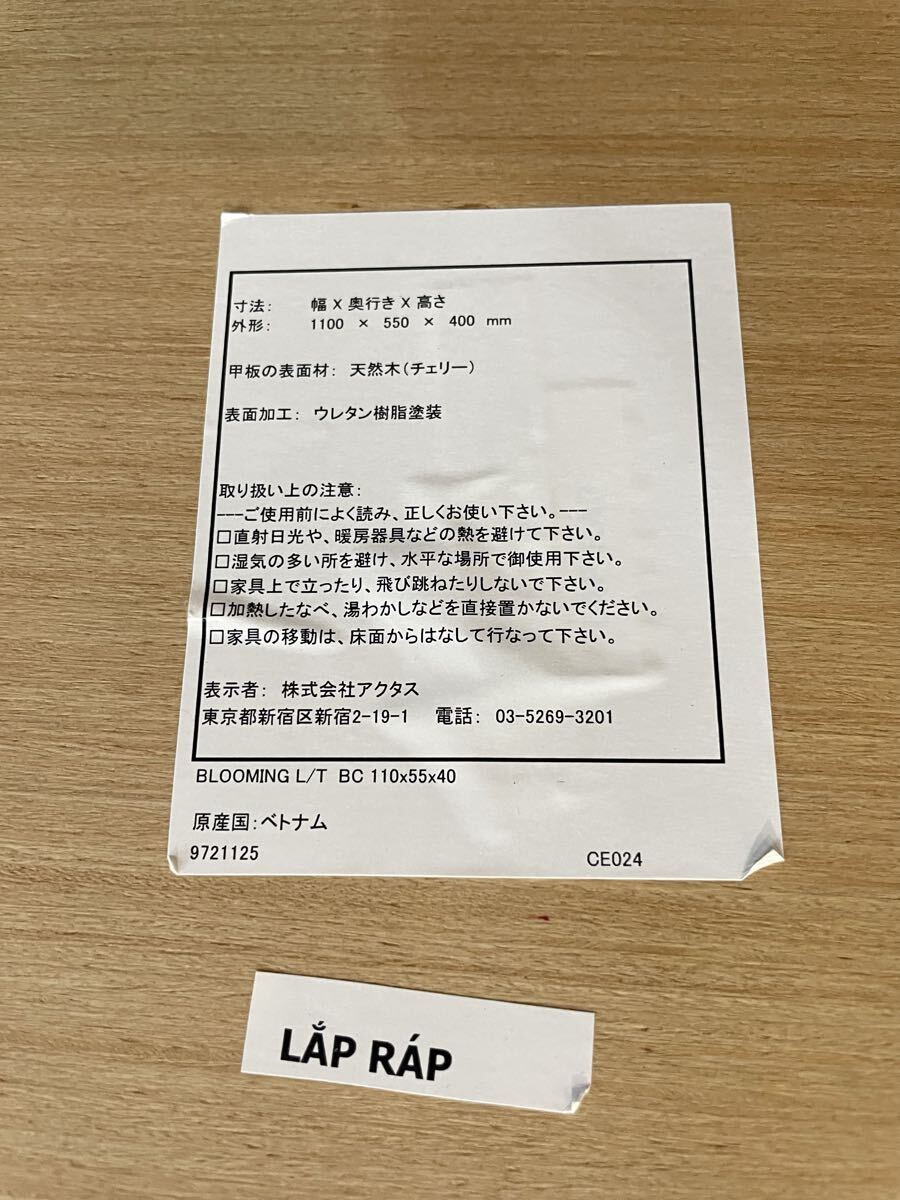 寸法: 幅 X 奥行き X 高さ
外形: 1100 × 550 × 400 mm
甲板の表面材: 天然木(チェリー)
表面加工: ウレタン樹脂塗装
取り扱い上の注意:
---ご使用前によく読み、正しくお使い下さい。---
□直射日光や、暖房器具などの熱を避けて下さい。
□湿気の多い所を避け、水平な場所で御使用下さい。
□家具上で立ったり、飛び跳ねたりしないで下さい。
□加熱したなべ、湯わかしなどを直接置かないでください。
□家具の移動は、床面からはなして行なって下さい。
表示者: 株式会社アクタス
東京都新宿区新宿2-19-1 電話: 03-5269-3201
BLOOMING L/T BC 110x55x40
原産国:ベトナム
9721125 CE024
LẮP RÁP